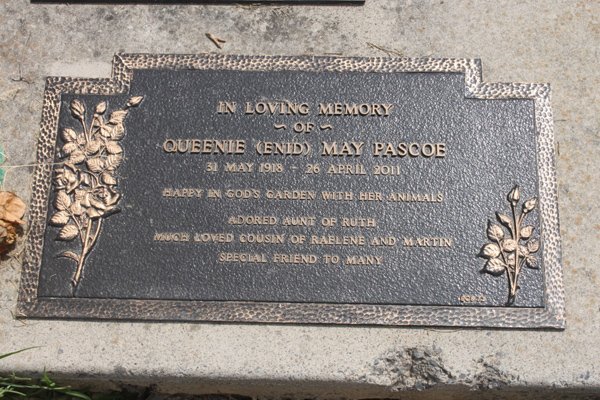 IN LOVING MEMORY
~ OF ~
QUEENIE (ENID) MAY PASCOE
31 MAY 1918 - 26 APRIL 2011
HAPPY IN GOD'S GARDEN WITH HER ANIMALS
ADORED AUNT OF RUTH
MUCH LOVED COUSIN OF RAELENE AND MARTIN
SPECIAL FRIEND TO MANY